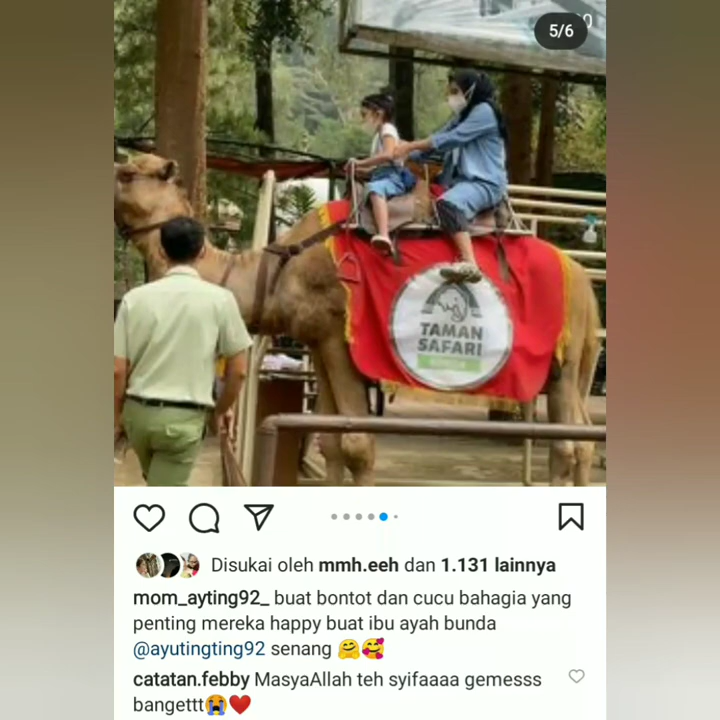 5/6
TAMAN
SAFARI
Disukai oleh mmh.eeh dan 1.131 lainnya
mom_ayting92_ buat bontot dan cucu bahagia yang
penting mereka happy buat ibu ayah bunda
@ayutingting92 senang 🤗🥰
catatan.febby MasyaAllah teh syifaaaa gemesss
bangettt😭❤️